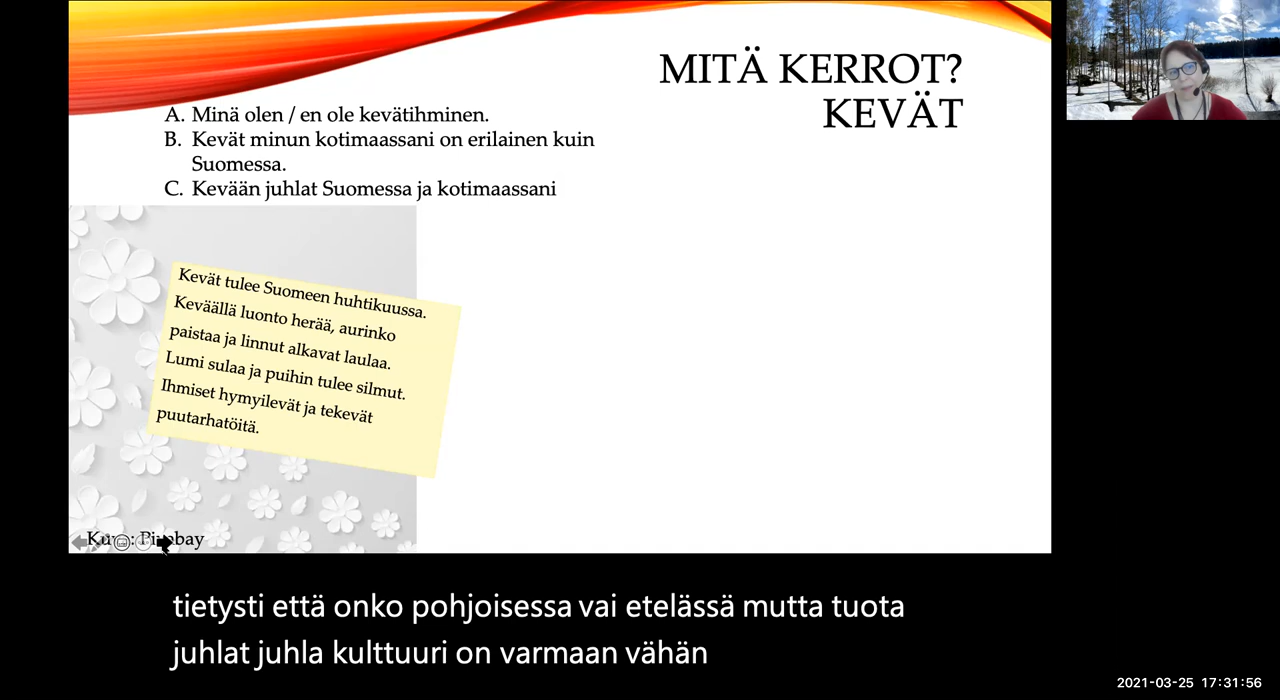 MITÄ KERROT?
KEVÄT
A. Minä olen / en ole kevätihminen.
B. Kevät minun kotimaassani on erilainen kuin
Suomessa.
C. Kevään juhlat Suomessa ja kotimaassani
Kevät tulee Suomeen huhtikuussa.
Keväällä luonto herää, aurinko
paistaa ja linnut alkavat laulaa.
Lumi sulaa ja puihin tulee silmut.
Ihmiset hymyilevät ja tekevät
puutarhatöitä.
tietysti että onko pohjoisessa vai etelässä mutta tuota
juhlat juhla kulttuuri on varmaan vähän
2021-03-25 17:31:56